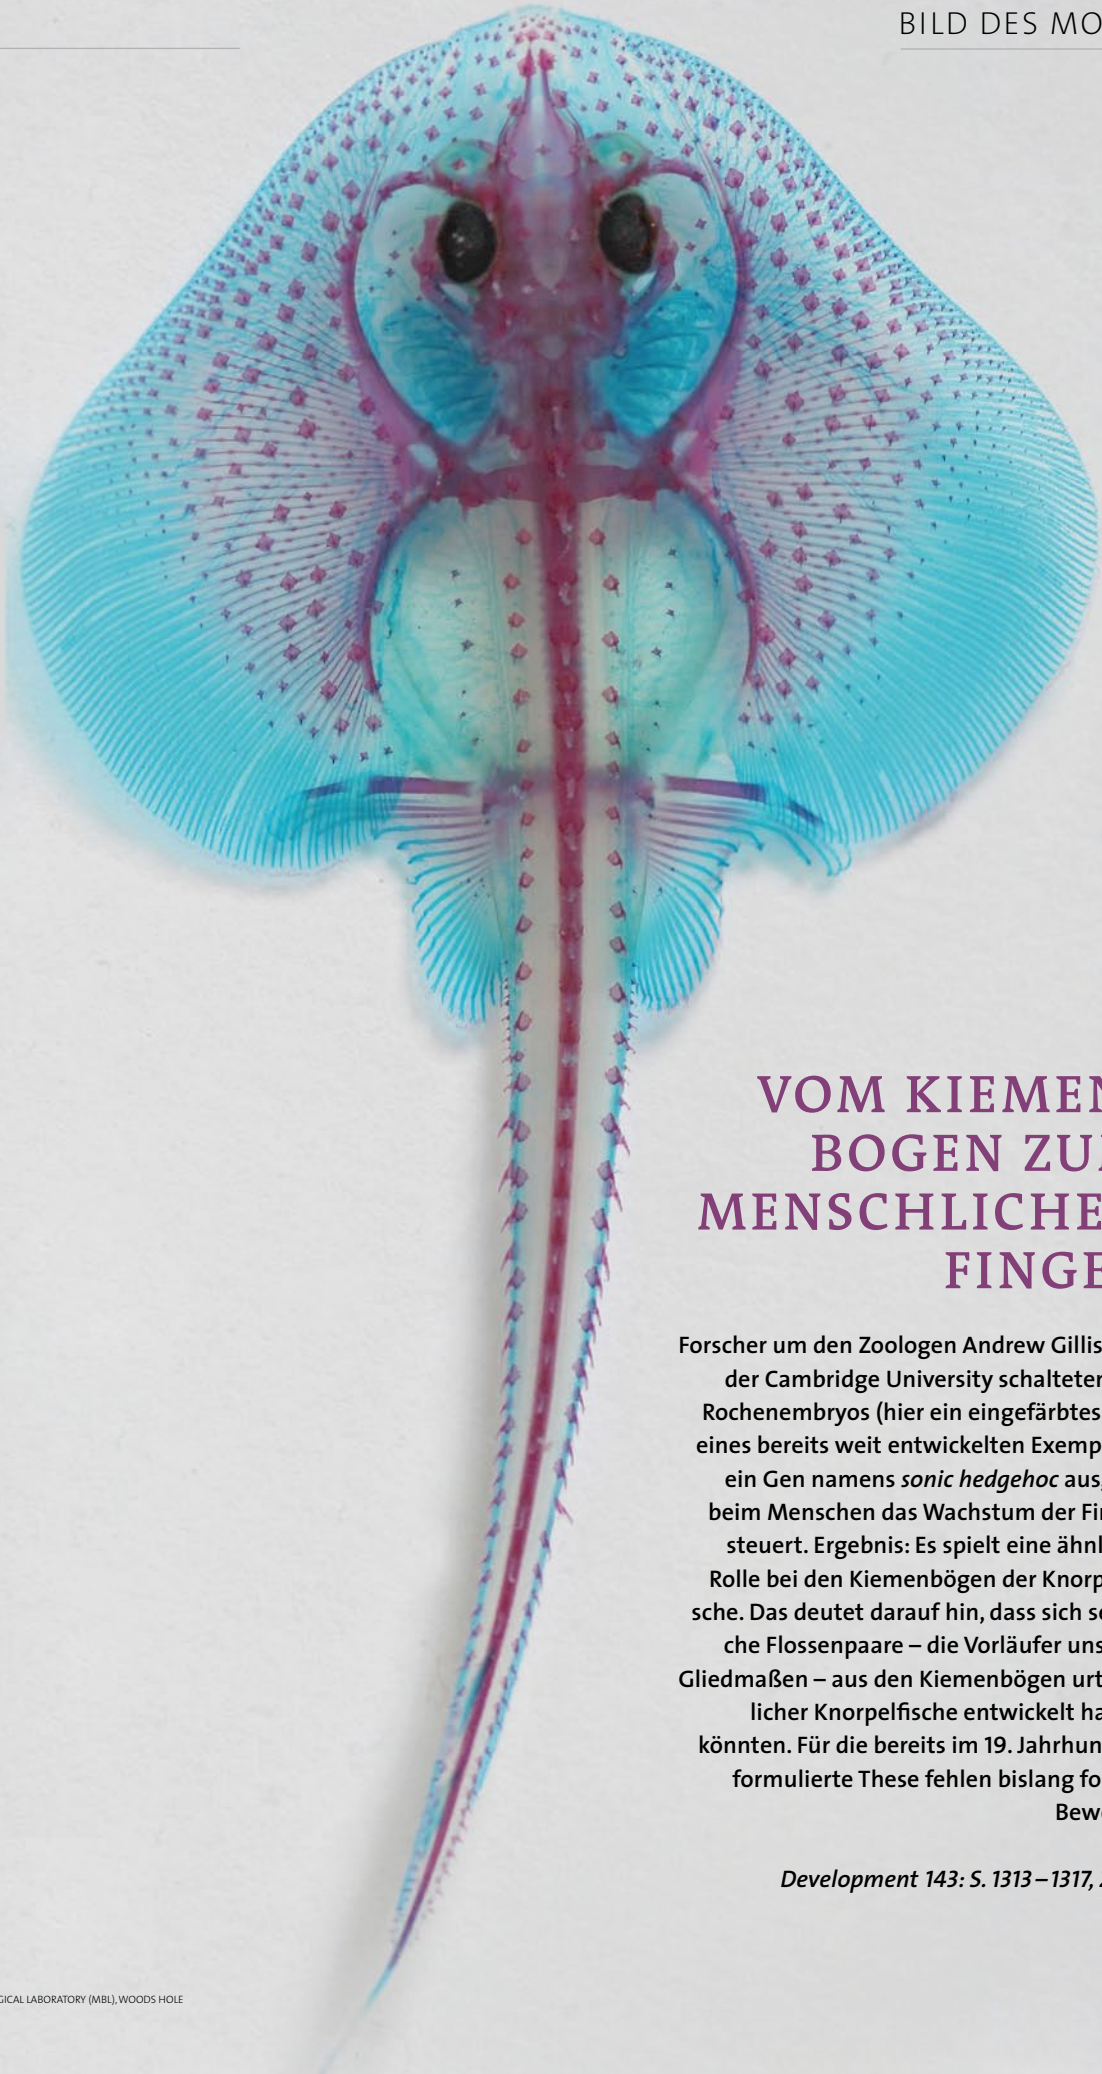 BILD DES MO
VOM KIEMEN
BOGEN ZU
MENSCHLICHE
FINGE
Forscher um den Zoologen Andrew Gillis
der Cambridge University schalteten
Rochenembryos (hier ein eingefärbtes
eines bereits weit entwickelten Exemp
ein Gen namens sonic hedgehoc aus,
beim Menschen das Wachstum der Fin
steuert. Ergebnis: Es spielt eine ähnl
Rolle bei den Kiemenbögen der Knorp
sche. Das deutet darauf hin, dass sich so
che Flossenpaare – die Vorläufer uns
Gliedmaßen – aus den Kiemenbögen urt
licher Knorpelfische entwickelt ha
könnten. Für die bereits im 19. Jahrhun
formulierte These fehlen bislang fo
Bewe
Development 143: S. 1313 – 1317,
GICAL LABORATORY (MBL), WOODS HOLE